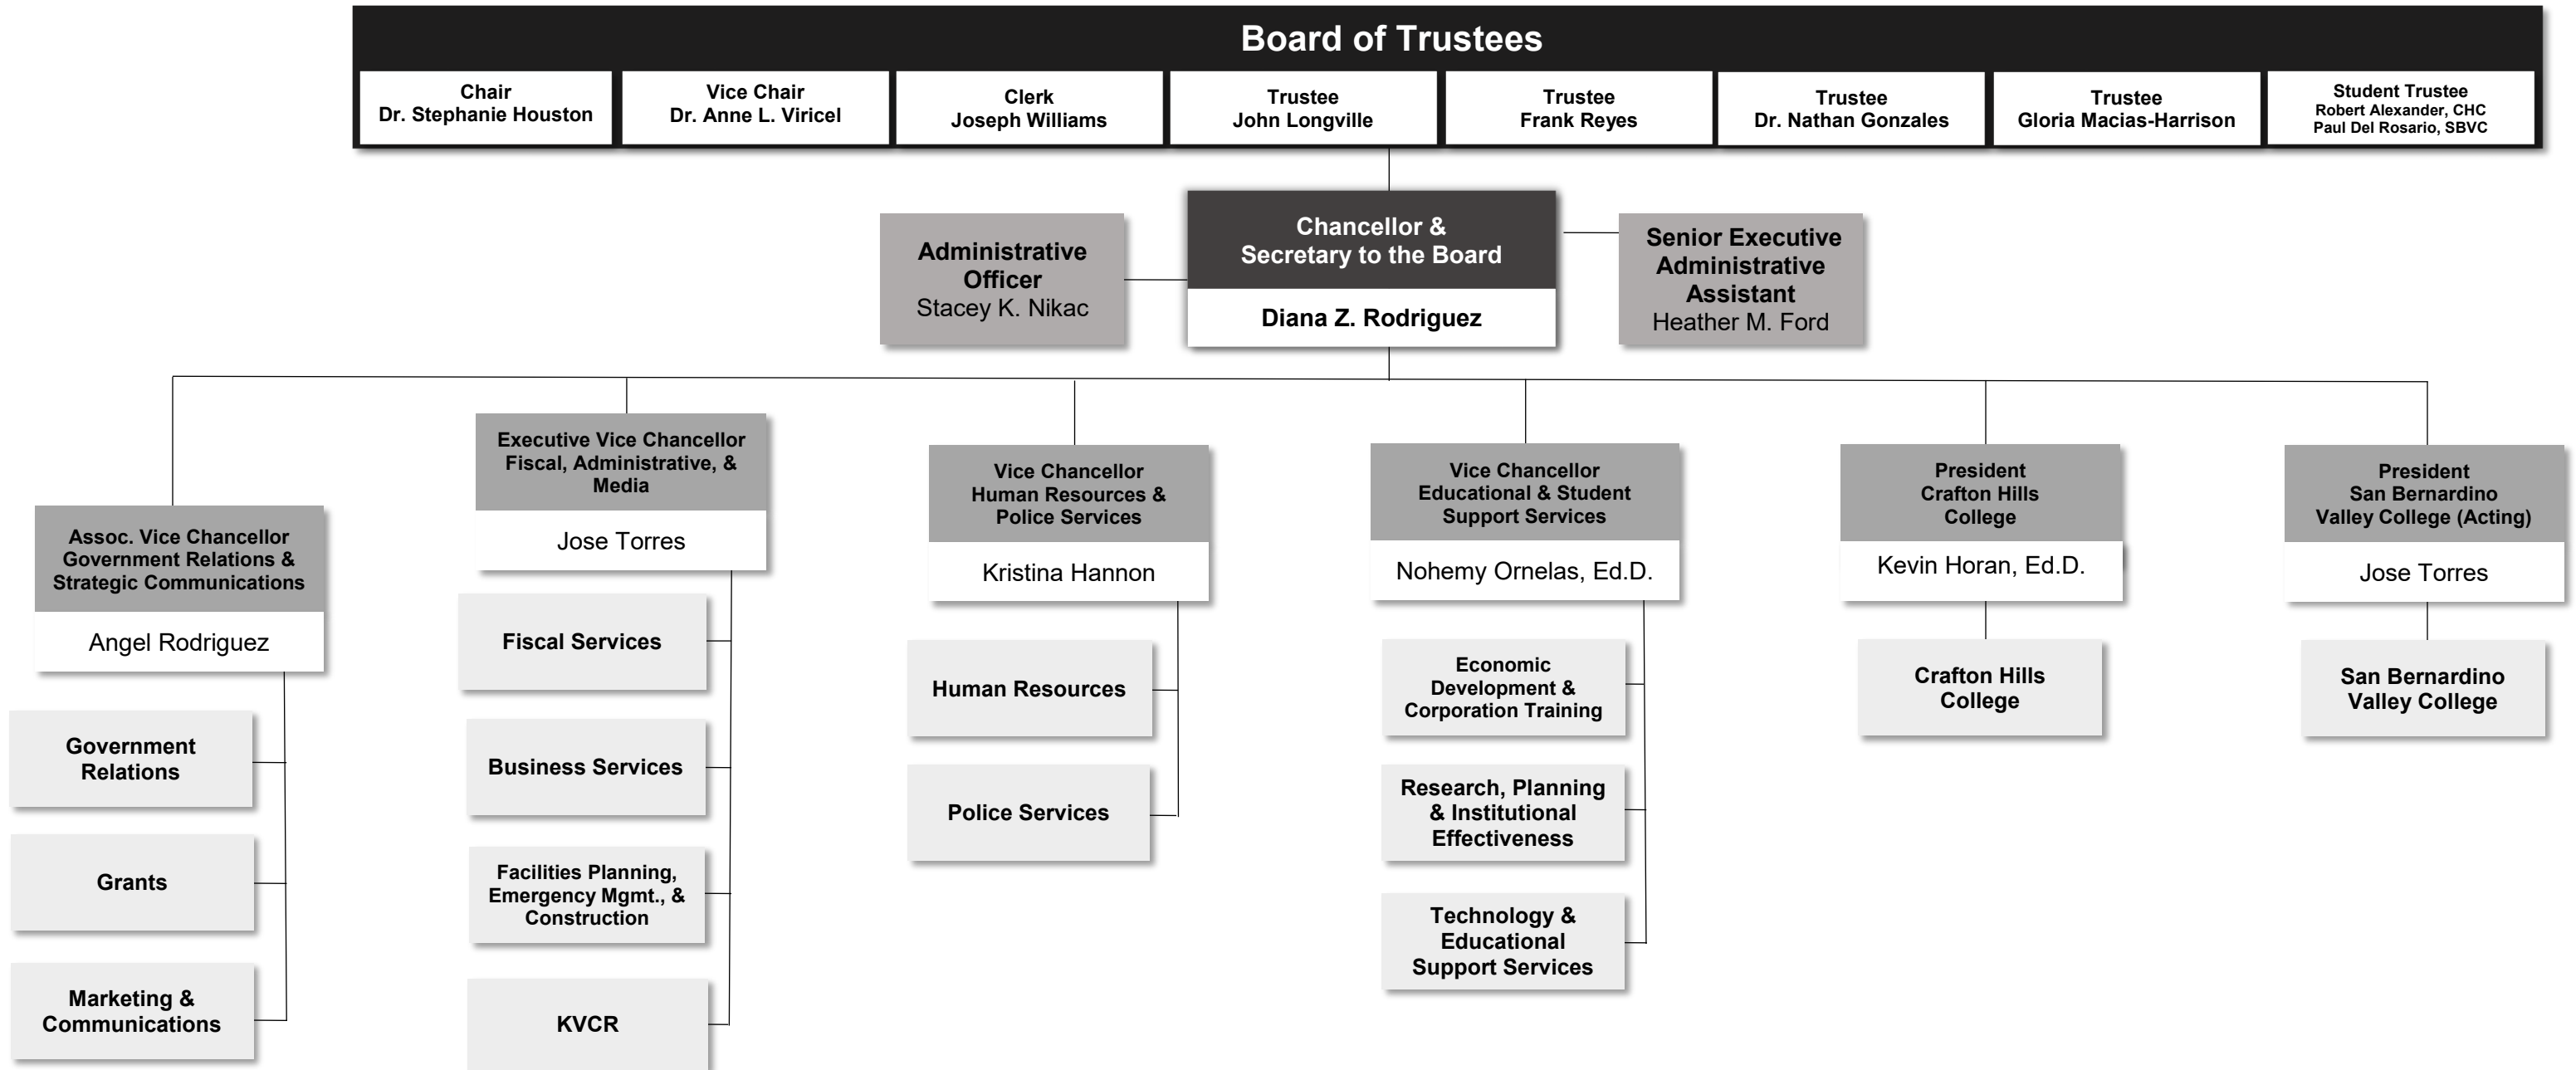 Board of Trustees
Chair
Dr. Stephanie Houston
Vice Chair
Dr. Anne L. Viricel
Clerk
Joseph Williams
Trustee
John Longville
Trustee
Frank Reyes
Trustee
Dr. Nathan Gonzales
Trustee
Gloria Macias-Harrison
Student Trustee
Robert Alexander, CHC
Paul Del Rosario, SBVC
Administrative
Officer
Stacey K. Nikac
Chancellor &
Secretary to the Board
Diana Z. Rodriguez
Senior Executive
Administrative
Assistant
Heather M. Ford
Assoc. Vice Chancellor
Government Relations &
Strategic Communications
Angel Rodriguez
Government
Relations
Grants
Marketing &
Communications
Executive Vice Chancellor
Fiscal, Administrative, &
Media
Jose Torres
Fiscal Services
Business Services
Facilities Planning,
Emergency Mgmt., &
Construction
KVCR
Vice Chancellor
Human Resources &
Police Services
Kristina Hannon
Human Resources
Police Services
Vice Chancellor
Educational & Student
Support Services
Nohemy Ornelas, Ed.D.
Economic
Development &
Corporation Training
Research, Planning
& Institutional
Effectiveness
Technology &
Educational
Support Services
President
Crafton Hills
College
Kevin Horan, Ed.D.
Crafton Hills
College
President
San Bernardino
Valley College (Acting)
Jose Torres
San Bernardino
Valley College